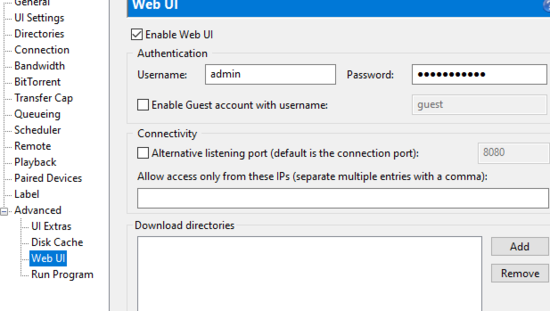 General
UI Settings
Directories
Connection
Bandwidth
BitTorrent
Transfer Cap
Queueing
Scheduler
Remote
Playback
Paired Devices
Label
Advanced
UI Extras
Disk Cache
Web UI
Run Program
Web UI
Enable Web UI
Authentication
Username: admin Password: ●●●●●●●●●●●
Enable Guest account with username: guest
Connectivity
Alternative listening port (default is the connection port): 8080
Allow access only from these IPs (separate multiple entries with a comma):
Download directories
Add
Remove